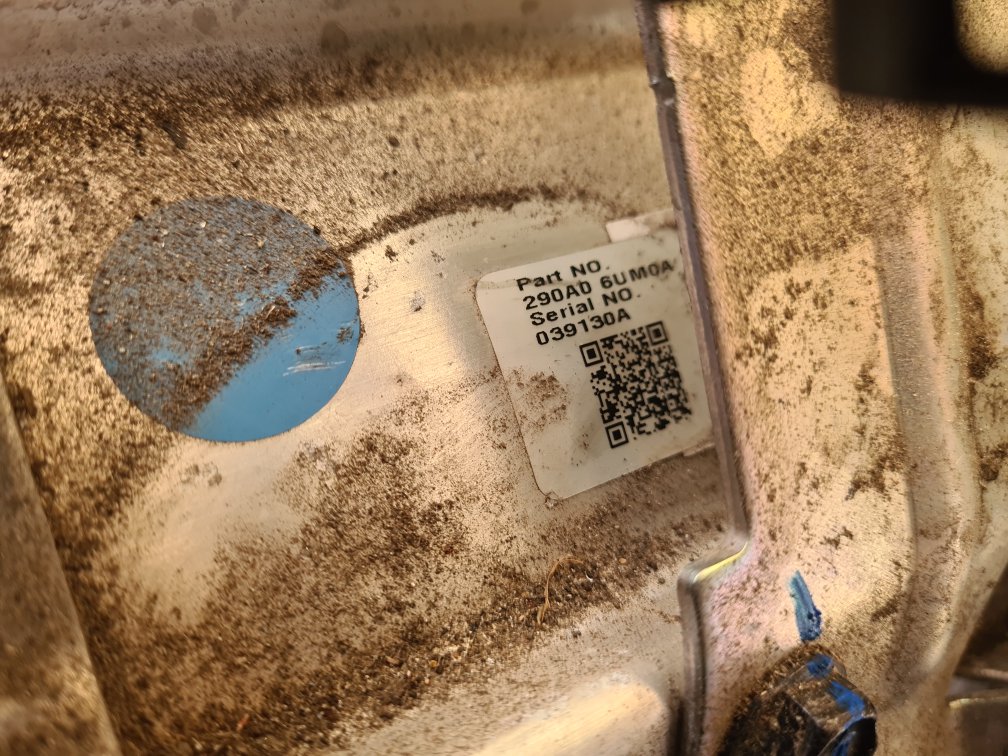 Part NO.
290A0 6UM0A
Serial NO.
039130A